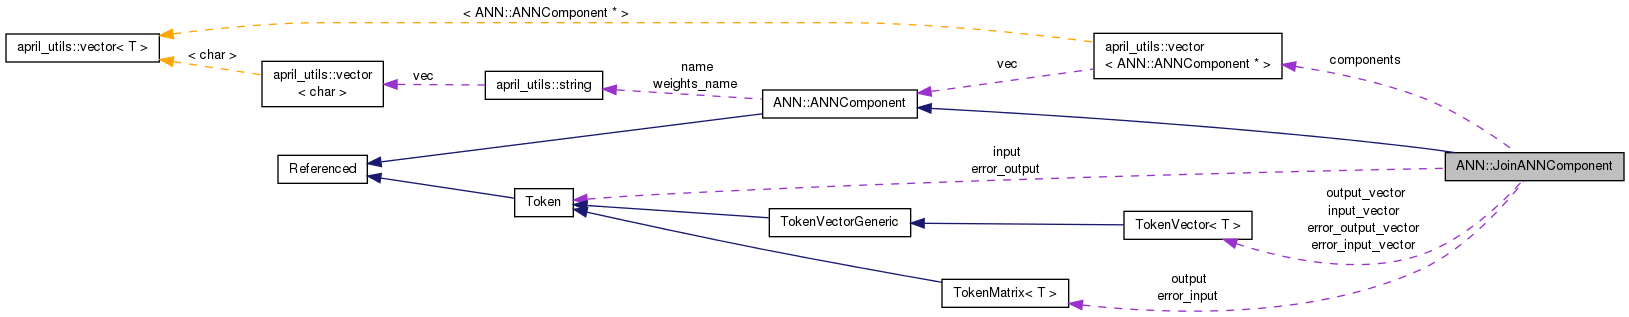 < ANN::ANNComponent * >
april_utils::vector< T >
< char >
april_utils::vector
< char >
vec
april_utils::string
name
weights_name
ANN::ANNComponent
vec
april_utils::vector
< ANN::ANNComponent * >
components
Referenced
input
error_output
ANN::JoinANNComponent
Token
TokenVectorGeneric
TokenVector< T >
output_vector
input_vector
error_output_vector
error_input_vector
TokenMatrix< T >
output
error_input